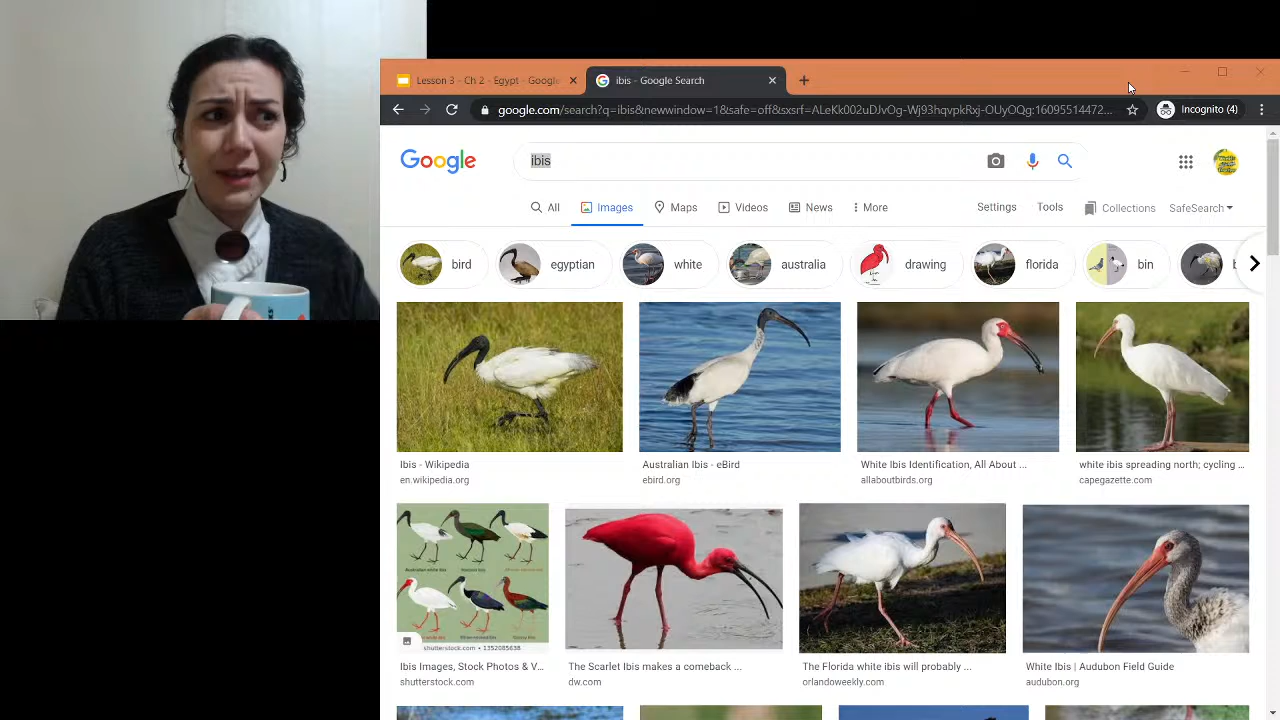 Lesson 3 - Ch 2 - Egypt - Google
ibis - Google Search
google.com/search?q=ibis&newwindow=1&safe=off&sxsrf=ALeKk002uDJvOg-Wj93hqvpkRxj-OUyOQg:16095514472...
Incognito (4)
Google
ibis
All
Images
Maps
Videos
News
More
Settings
Tools
Collections
SafeSearch
bird
egyptian
white
australia
drawing
florida
bin
Ibis - Wikipedia
en.wikipedia.org
Australian Ibis - eBird
ebird.org
White Ibis Identification, All About ...
allaboutbirds.org
white ibis spreading north; cycling ...
capegazette.com
shutterstock.com • 1352085638
Ibis Images, Stock Photos & V...
shutterstock.com
The Scarlet Ibis makes a comeback ...
dw.com
The Florida white ibis will probably ...
orlandoweekly.com
White Ibis | Audubon Field Guide
audubon.org